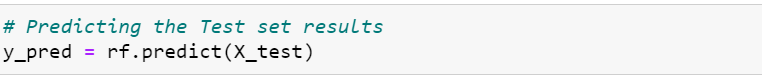 # Predicting the Test set results
y_pred = rf.predict(X_test)